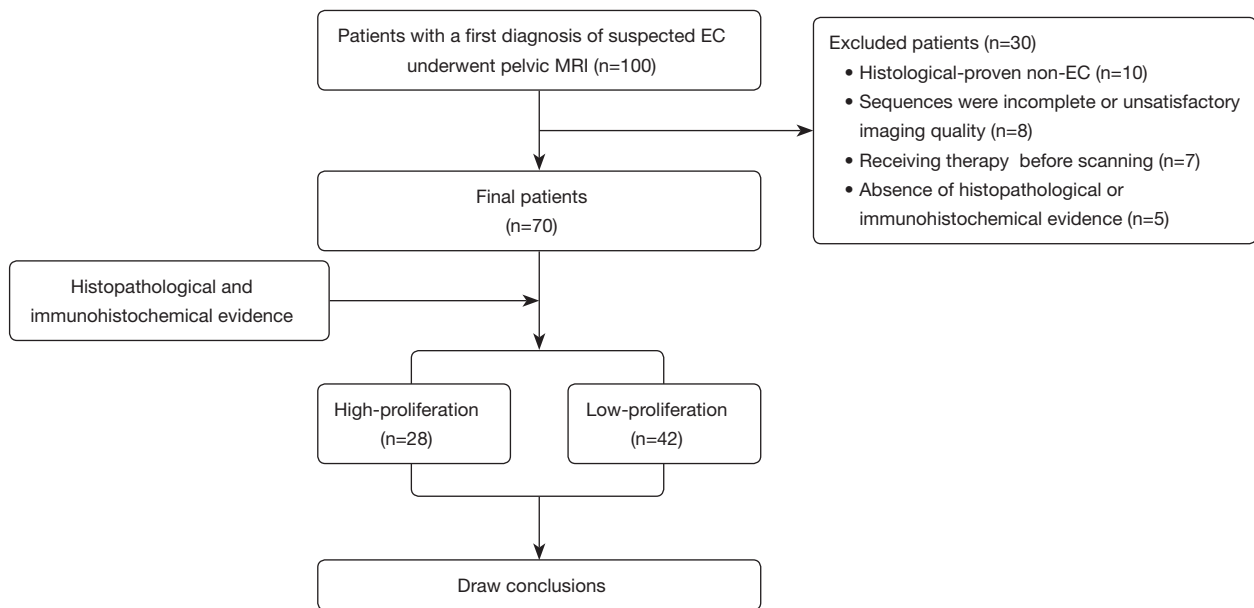 Patients with a first diagnosis of suspected EC
underwent pelvic MRI (n=100)
Excluded patients (n=30)
• Histological-proven non-EC (n=10)
• Sequences were incomplete or unsatisfactory
imaging quality (n=8)
• Receiving therapy before scanning (n=7)
• Absence of histopathological or
immunohistochemical evidence (n=5)
Final patients
(n=70)
Histopathological and
immunohistochemical evidence
High-proliferation
(n=28)
Low-proliferation
(n=42)
Draw conclusions